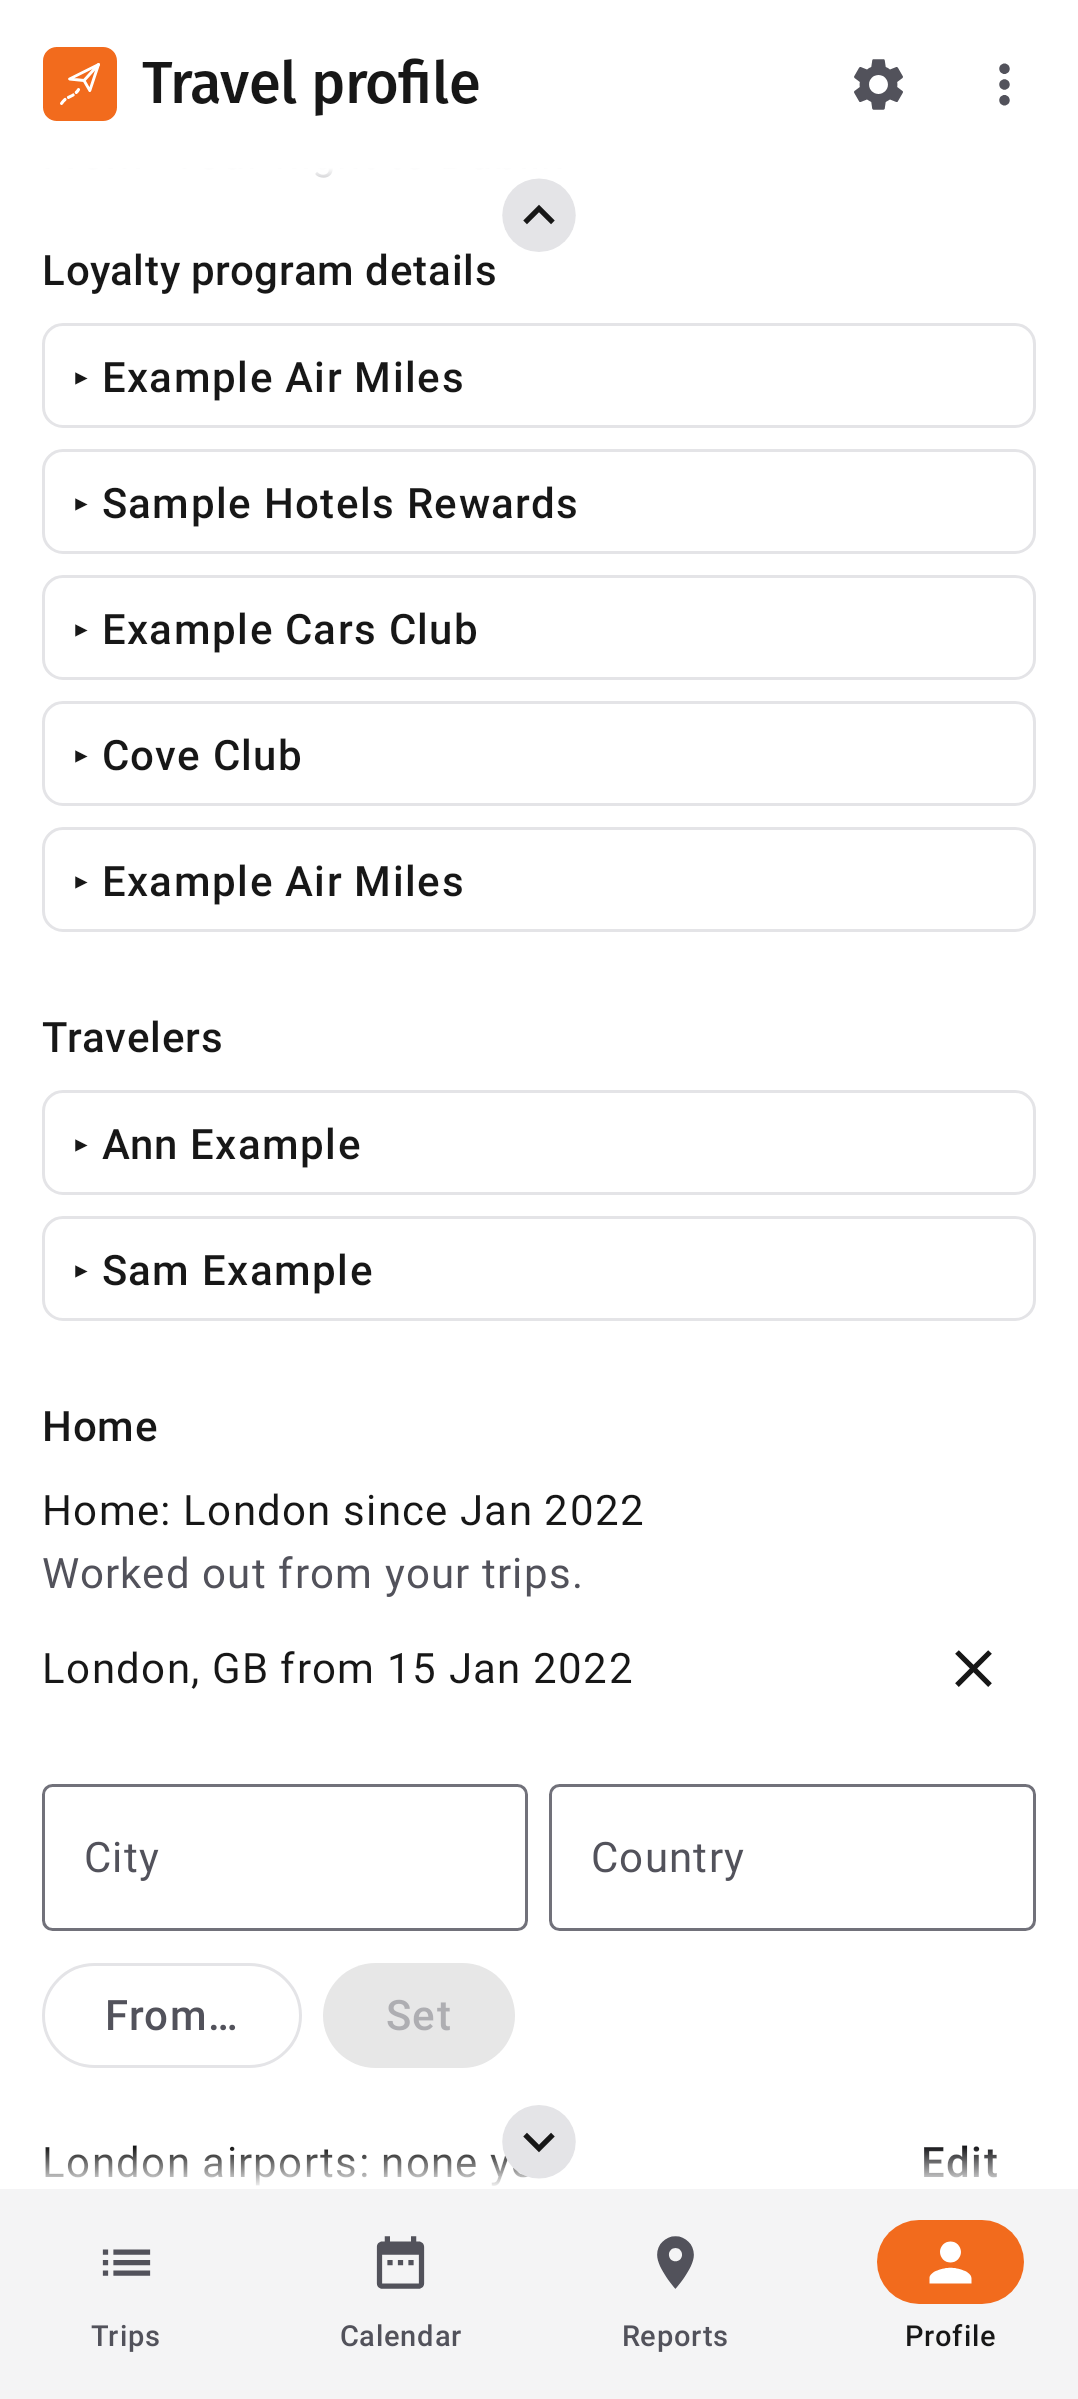 Travel profile
Loyalty program details
▸ Example Air Miles
▸ Sample Hotels Rewards
▸ Example Cars Club
▸ Cove Club
▸ Example Air Miles
Travelers
▸ Ann Example
▸ Sam Example
Home
Home: London since Jan 2022
Worked out from your trips.
London, GB from 15 Jan 2022
City Country
From… Set
London airports: none Edit
Trips Calendar Reports Profile